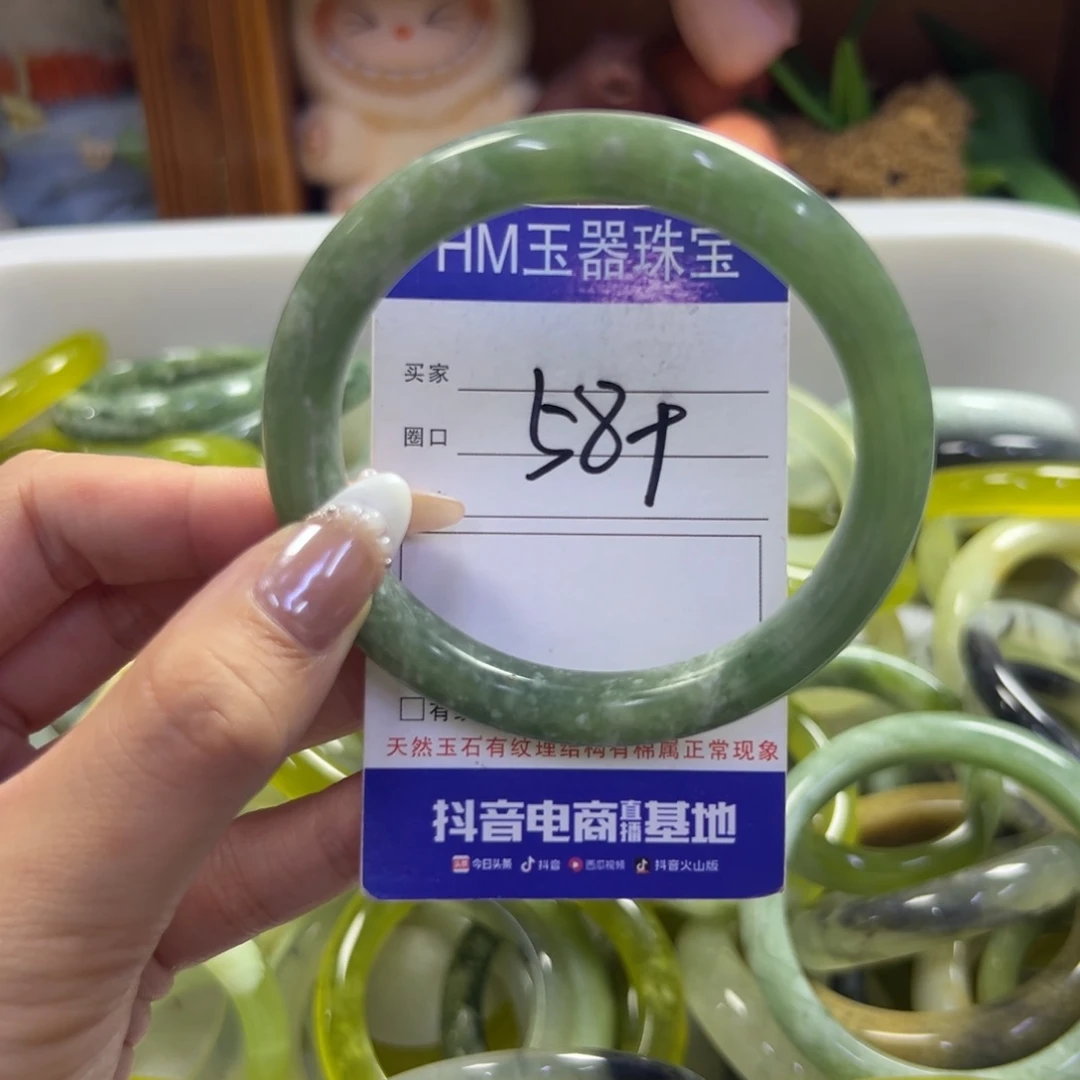 HM玉器珠宝
买家
圈口
58+
有
天然玉石有纹理结构有棉属正常现象
抖音电商直播基地
今日头条 抖音 西瓜视频 抖音火山版